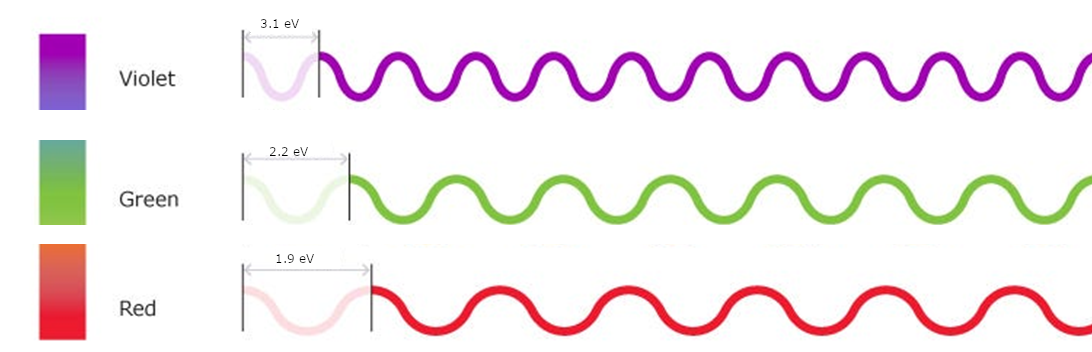 3.1 eV
Violet
2.2 eV
Green
1.9 eV
Red